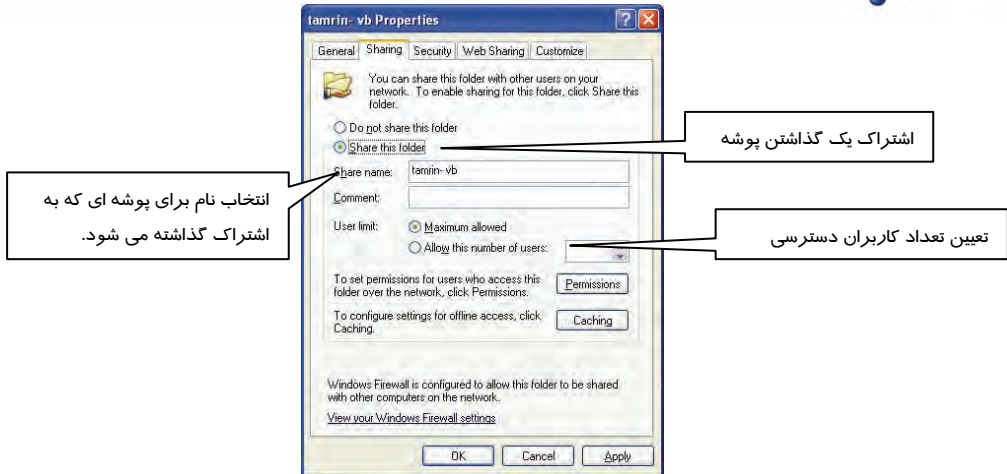 tamrin- vb Properties
General Sharing Security Web Sharing Customize
You can share this folder with other users on your
network. To enable sharing for this folder, click Share this
folder.
Do not share this folder
Share this folder
اشتراک یک گذاشتن پوشه
Share name: tamrin- vb
انتخاب نام برای پوشه ای که به
اشتراک گذاشته می شود.
Comment:
User limit: Maximum allowed
Allow this number of users:
تعیین تعداد کاربران دسترسی
To set permissions for users who access this
folder over the network, click Permissions.
Permissions
To configure settings for offline access, click
Caching.
Caching
Windows Firewall is configured to allow this folder to be shared
with other computers on the network.
View your Windows Firewall settings
OK Cancel Apply